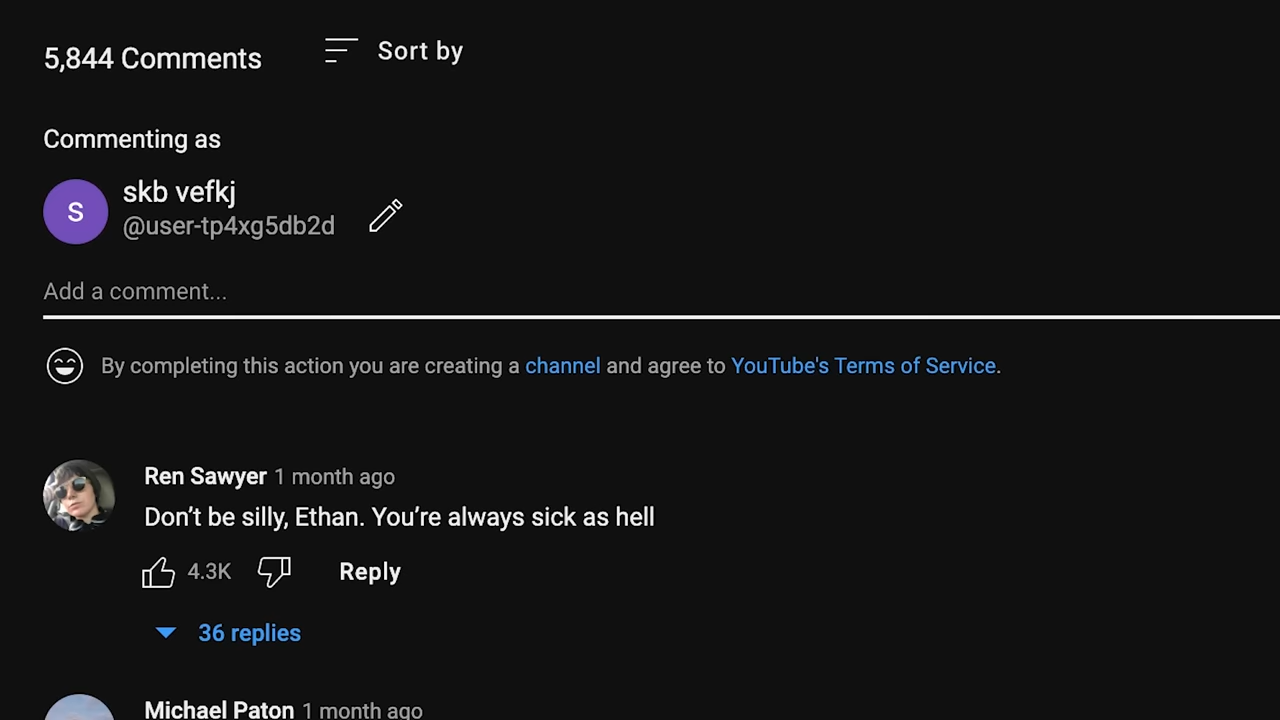 5,844 Comments
Sort by
Commenting as
S
skb vefkj
@user-tp4xg5db2d
Add a comment...
By completing this action you are creating a channel and agree to YouTube's Terms of Service.
Ren Sawyer 1 month ago
Don’t be silly, Ethan. You’re always sick as hell
4.3K
Reply
36 replies
Michael Paton 1 month ago